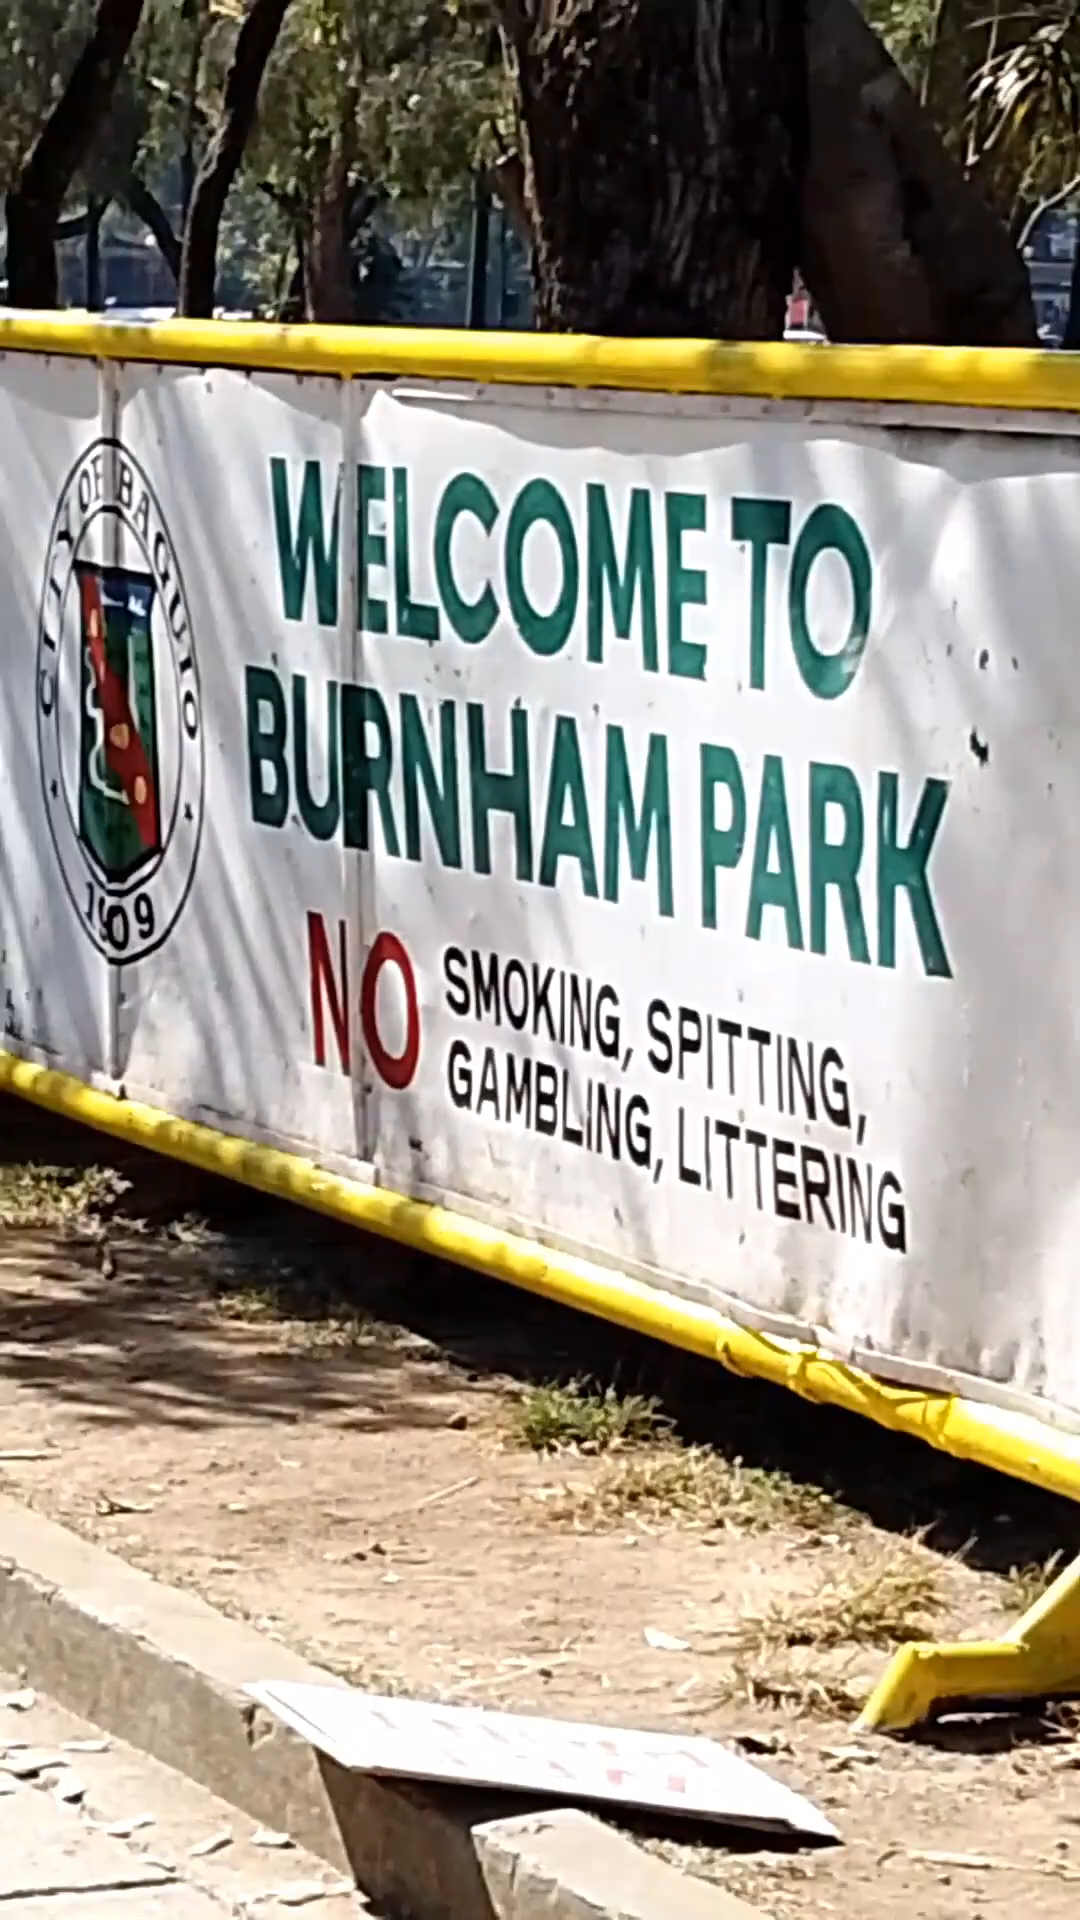 CITY OF BAGUIO
1909
WELCOME TO
BURNHAM PARK
NO SMOKING, SPITTING,
GAMBLING, LITTERING